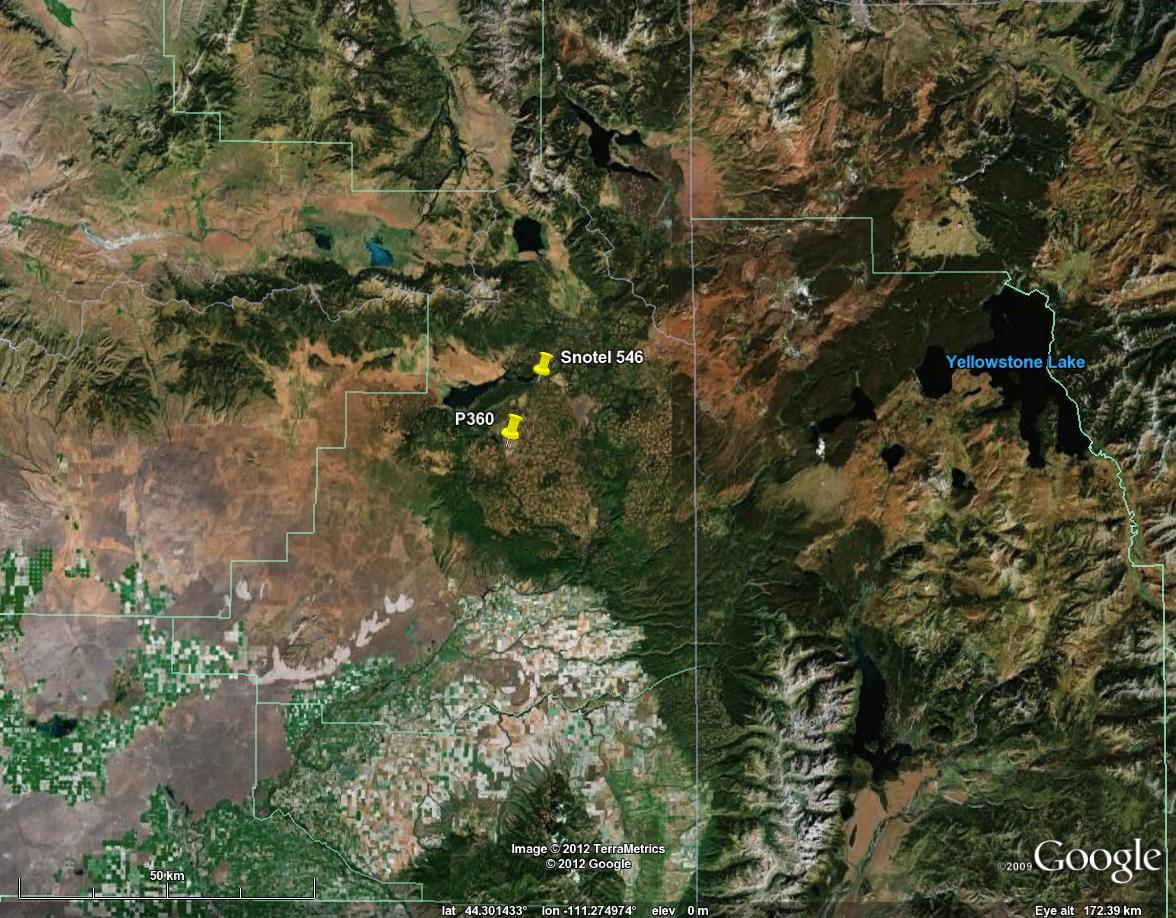 Snotel 546
Yellowstone Lake
P360
Image © 2012 TerraMetrics
© 2012 Google
©2009 Google
50 km
lat 44.301433° lon -111.274974° elev 0 m
Eye alt 172.39 km